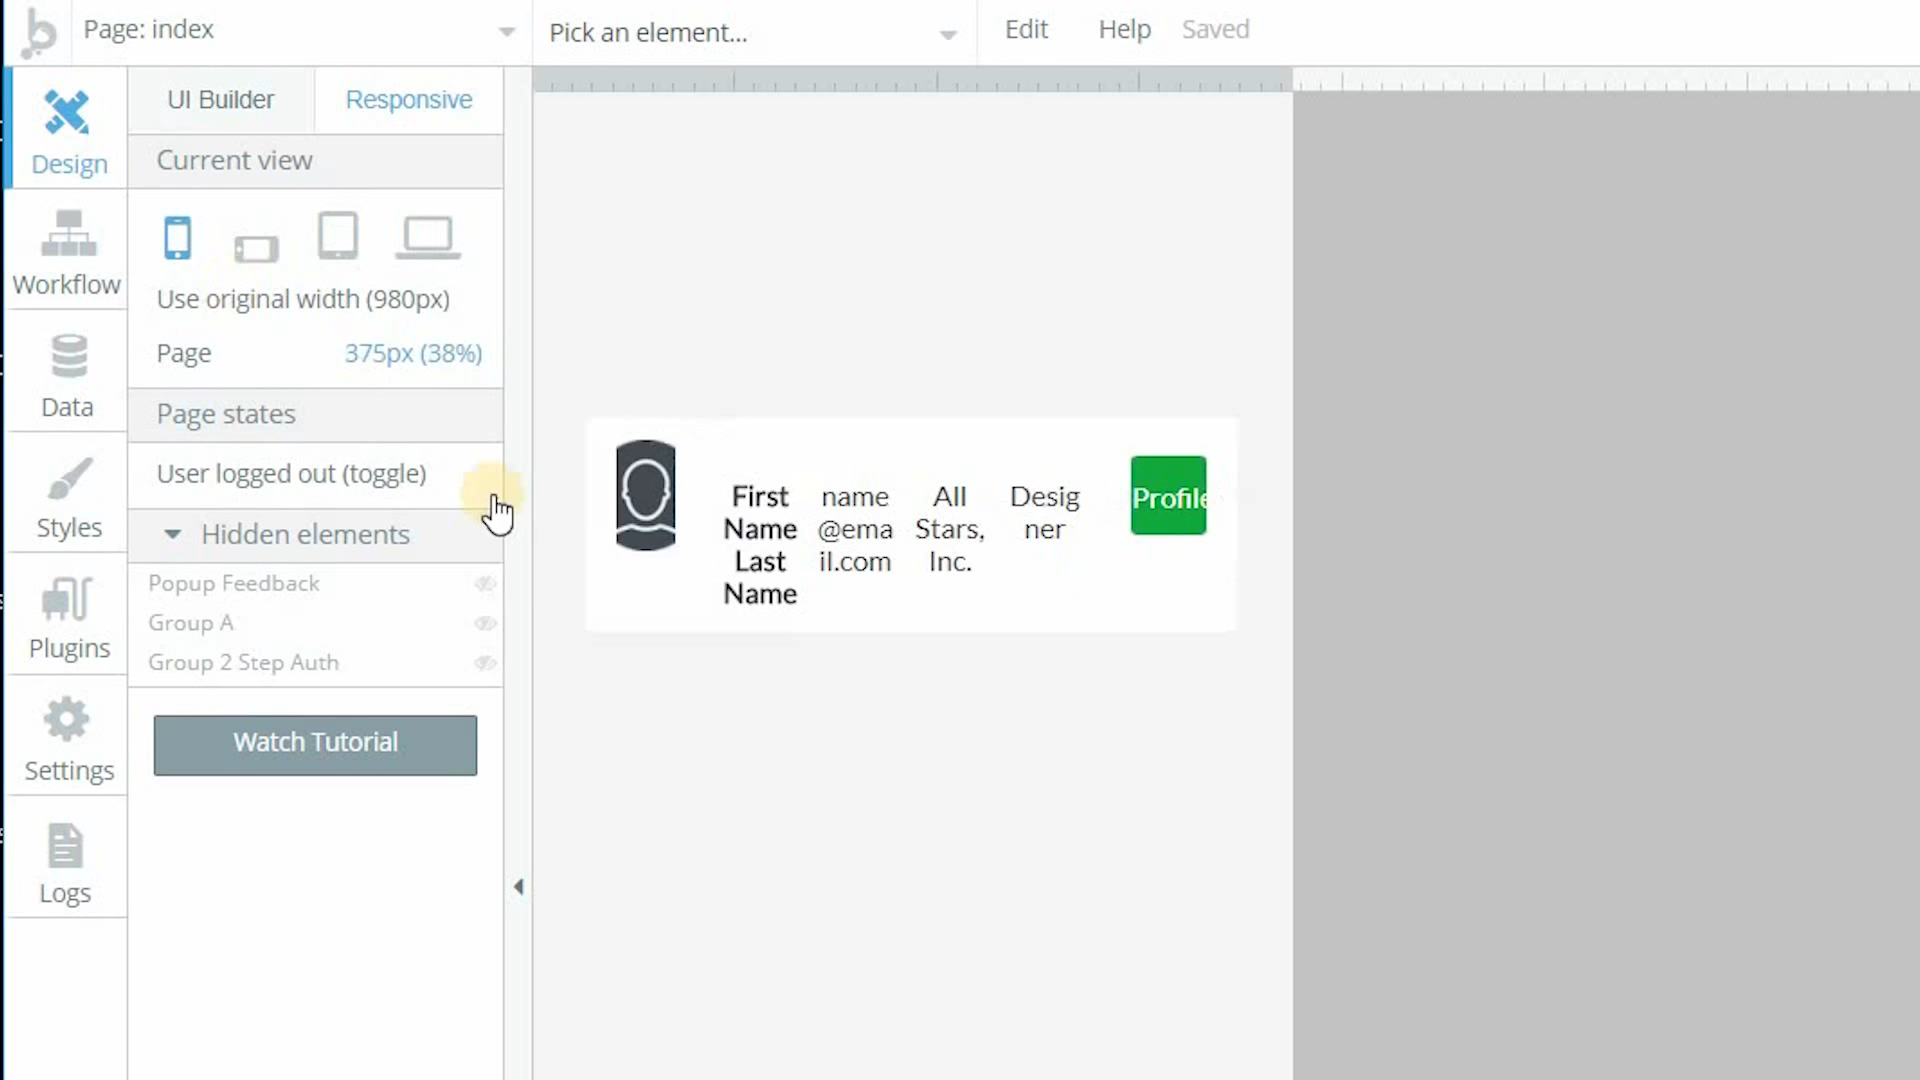 Page: index
Pick an element...
Edit
Help
Saved
Design
Workflow
Data
Styles
Plugins
Settings
Logs
UI Builder
Responsive
Current view
Use original width (980px)
Page
375px (38%)
Page states
User logged out (toggle)
Hidden elements
Popup Feedback
Group A
Group 2 Step Auth
Watch Tutorial
First
Name
Last
Name
name
@ema
il.com
All
Stars,
Inc.
Desig
ner
Profile